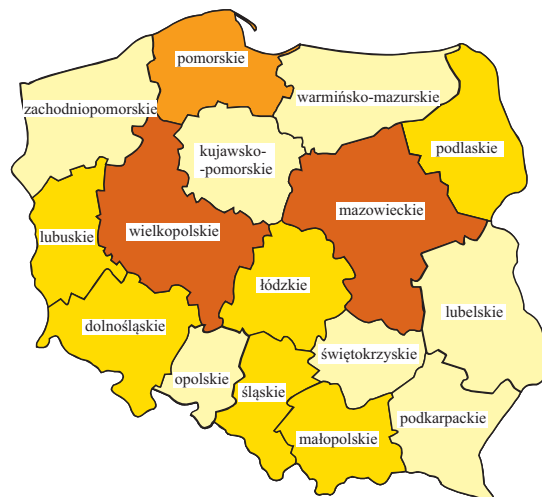 pomorskie
warmińsko-mazurskie
zachodniopomorskie
kujawsko-
-pomorskie
podlaskie
mazowieckie
wielkopolskie
lubuskie
łódzkie
lubelskie
dolnośląskie
świętokrzyskie
opolskie
śląskie
podkarpackie
małopolskie